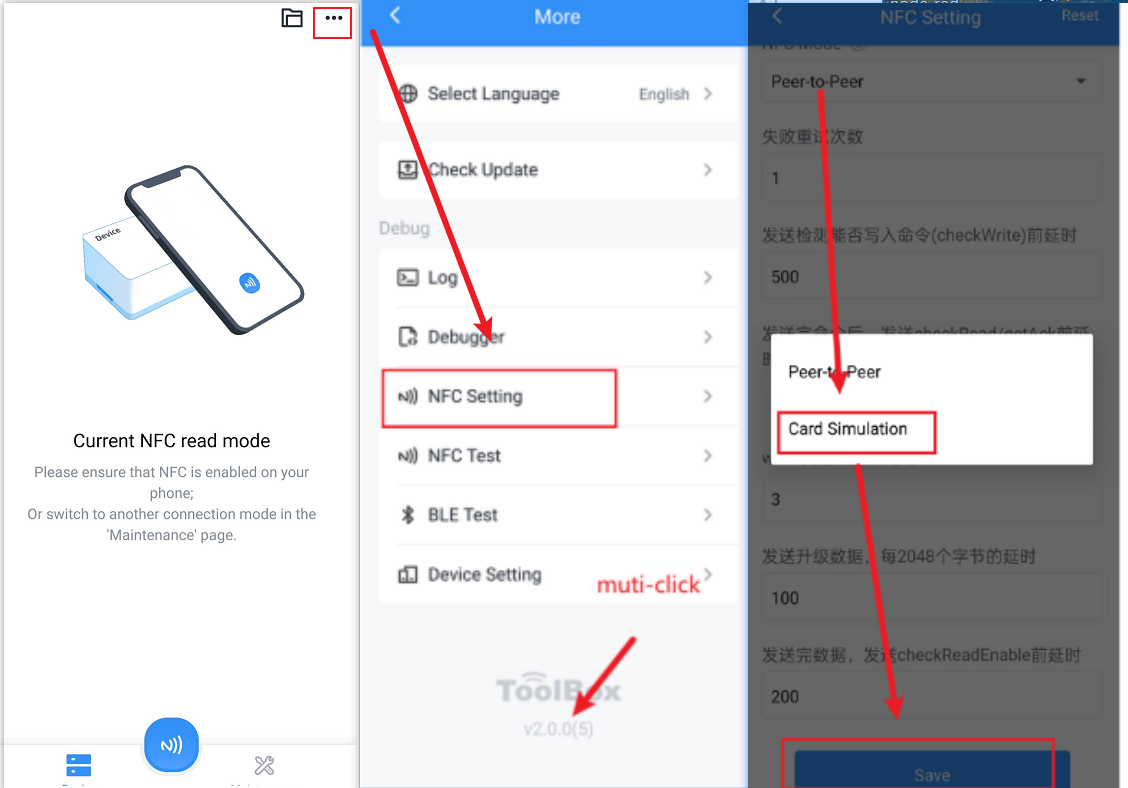 Device
Current NFC read mode
Please ensure that NFC is enabled on your
phone;
Or switch to another connection mode in the
'Maintenance' page.
More
Select Language
English
Check Update
Debug
Log
Debugger
NFC Setting
NFC Test
BLE Test
Device Setting
muti-click
ToolBox
v2.0.0(5)
NFC Setting
Reset
NFC Mode
Peer-to-Peer
失败重试次数
1
发送检测能否写入命令(checkWrite)前延时
500
Peer-to-Peer
Card Simulation
3
发送升级数据，每2048个字节的延时
100
发送完数据，发送checkReadEnable前延时
200
Save